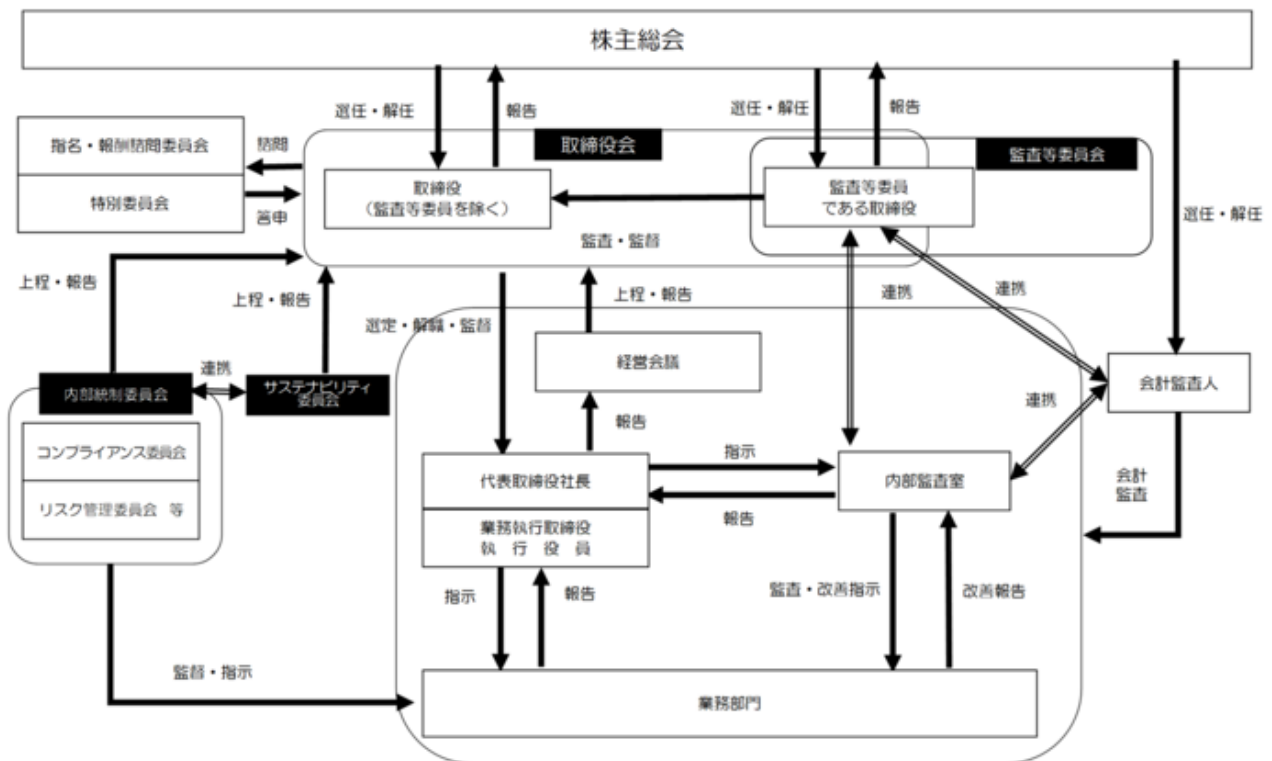 株主総会
選任・解任
報告
選任・解任
報告
選任・解任
取締役会
監査等委員会
指名・報酬諮問委員会
特別委員会
諮問
答申
取締役
（監査等委員を除く）
監査等委員
である取締役
監査・監督
上程・報告
上程・報告
選定・解職・監督
上程・報告
連携
連携
経営会議
会計監査人
内部統制委員会
連携
サステナビリティ
委員会
連携
報告
コンプライアンス委員会
リスク管理委員会 等
代表取締役社長
業務執行取締役
執 行 役 員
指示
報告
内部監査室
会計
監査
指示
報告
監査・改善指示
改善報告
監督・指示
業務部門